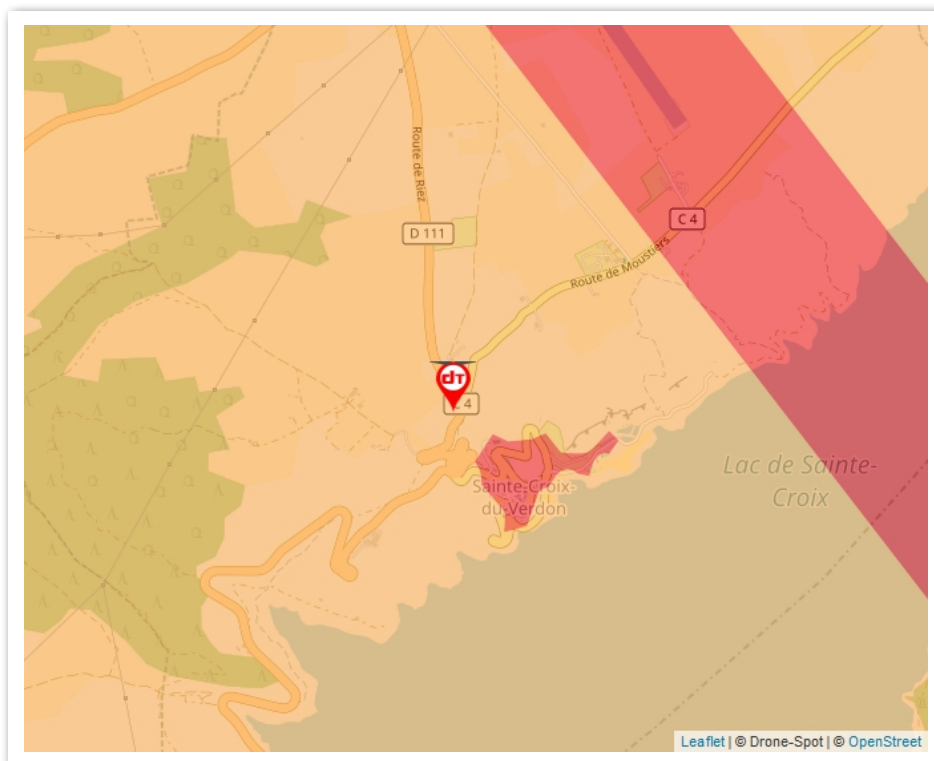 Route de Riez
D 111
C 4
Route de Moustiers
dT
C 4
Sainte-Croix-
du-Verdon
Lac de Sainte-
Croix
Leaflet | © Drone-Spot | © OpenStreet